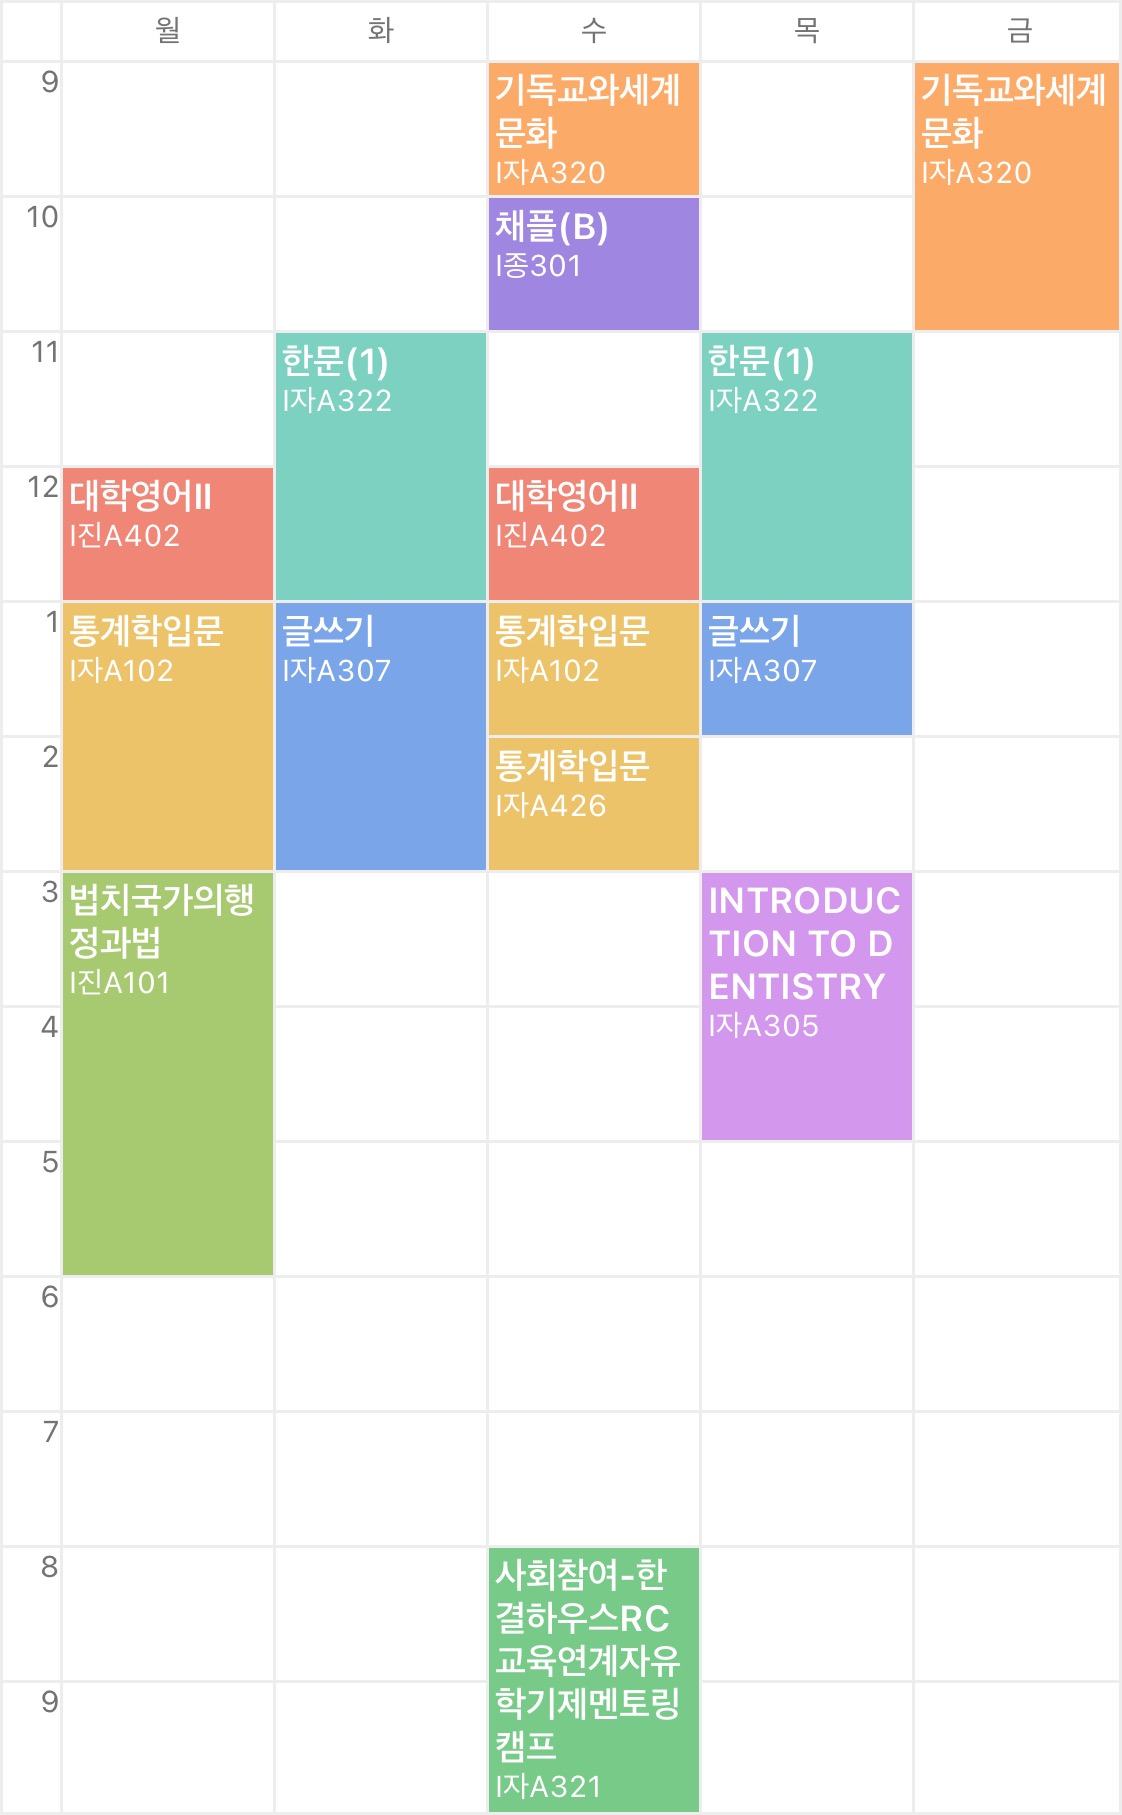 월 화 수 목 금
9
기독교와세계
문화
I자A320
기독교와세계
문화
I자A320
10
채플(B)
I종301
11
한문(1)
I자A322
한문(1)
I자A322
12
대학영어II
I진A402
대학영어II
I진A402
1
통계학입문
I자A102
글쓰기
I자A307
통계학입문
I자A102
글쓰기
I자A307
2
통계학입문
I자A426
3
법치국가의행
정과법
I진A101
INTRODUC
TION TO D
ENTISTRY
I자A305
4
5
6
7
8
사회참여-한
결하우스RC
교육연계자유
학기제멘토링
캠프
I자A321
9